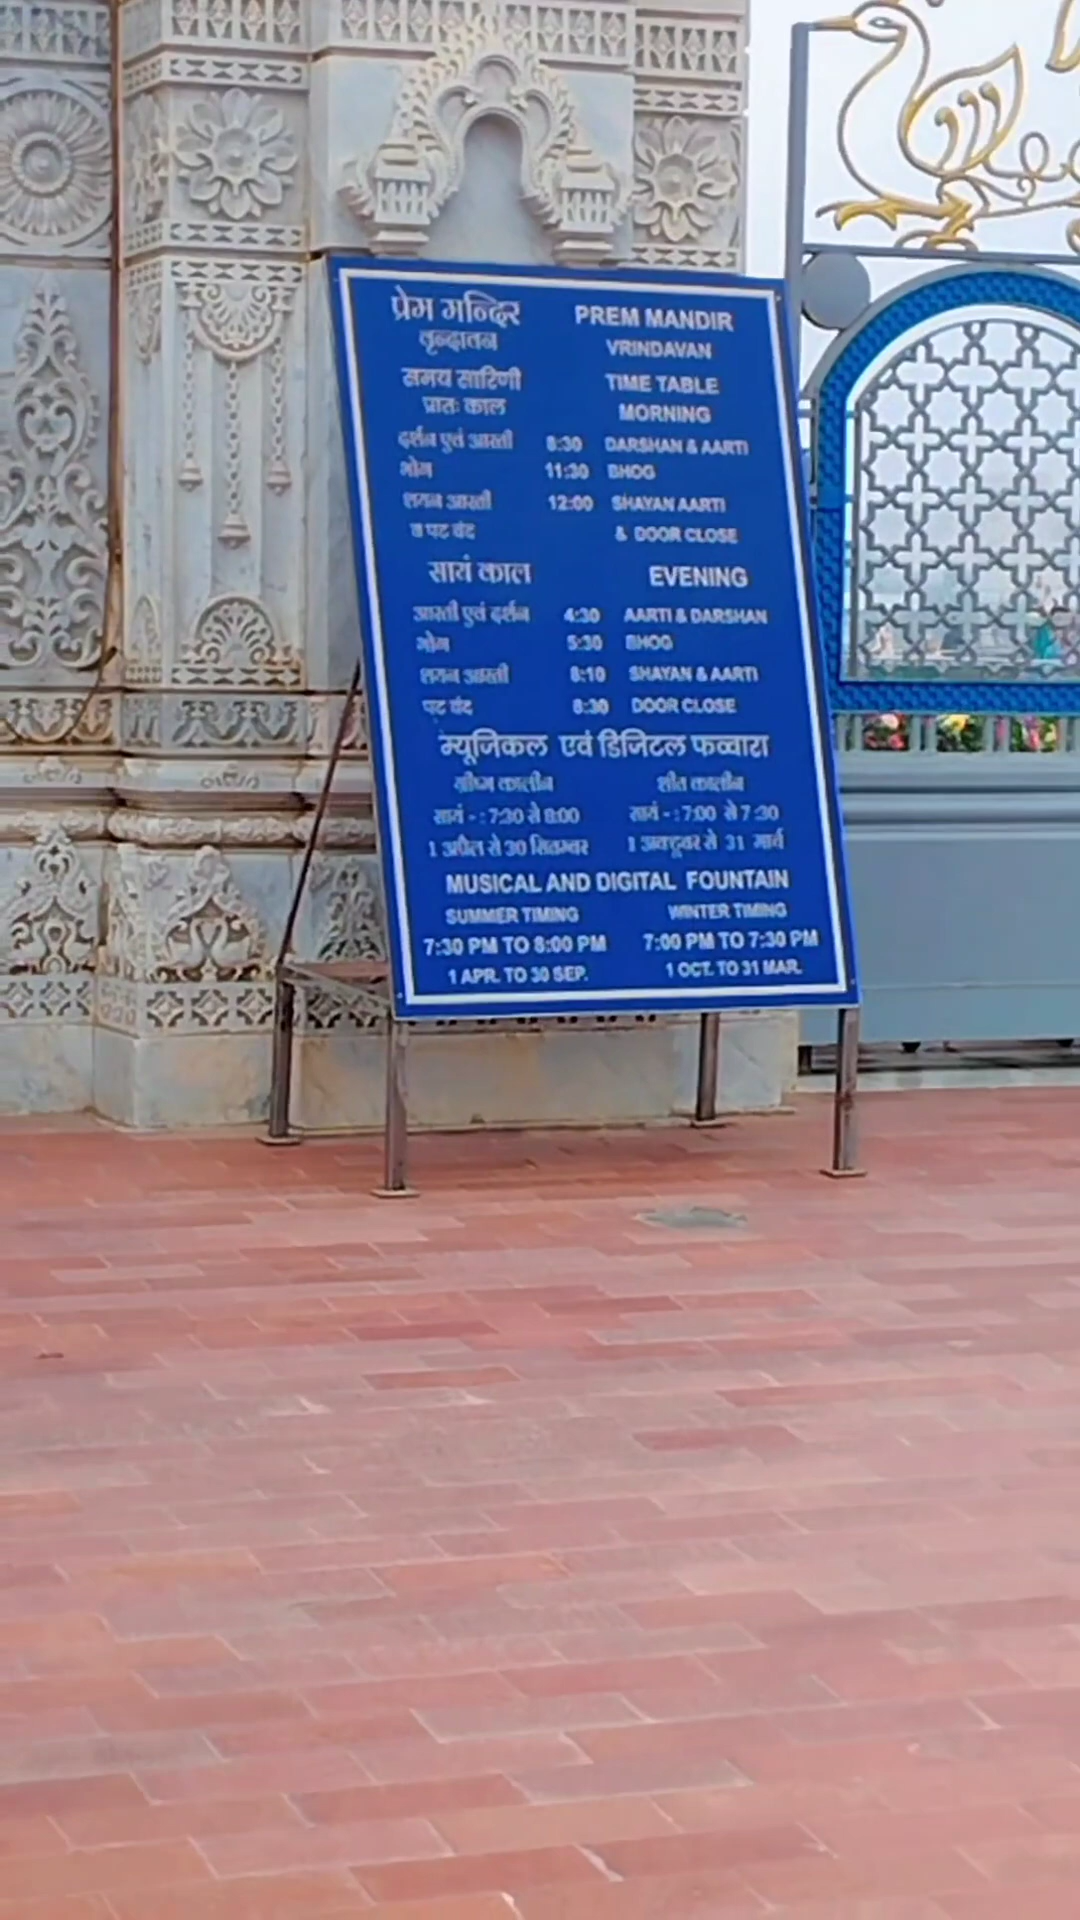 प्रेम मन्दिर PREM MANDIR
वृन्दावन VRINDAVAN
समय सारिणी TIME TABLE
प्रातः काल MORNING
दर्शन एवं आरती 8:30 DARSHAN & AARTI
भोग 11:30 BHOG
शयन आरती 12:00 SHAYAN AARTI
व पट बंद & DOOR CLOSE
सायं काल EVENING
आरती एवं दर्शन 4:30 AARTI & DARSHAN
भोग 5:30 BHOG
शयन आरती 8:10 SHAYAN & AARTI
पट बंद 8:30 DOOR CLOSE
म्यूजिकल एवं डिजिटल फव्वारा
ग्रीष्म कालीन शीत कालीन
सायं - : 7:30 से 8:00 सायं - : 7:00 से 7:30
1 अप्रैल से 30 सितम्बर 1 अक्टूबर से 31 मार्च
MUSICAL AND DIGITAL FOUNTAIN
SUMMER TIMING WINTER TIMING
7:30 PM TO 8:00 PM 7:00 PM TO 7:30 PM
1 APR. TO 30 SEP. 1 OCT. TO 31 MAR.